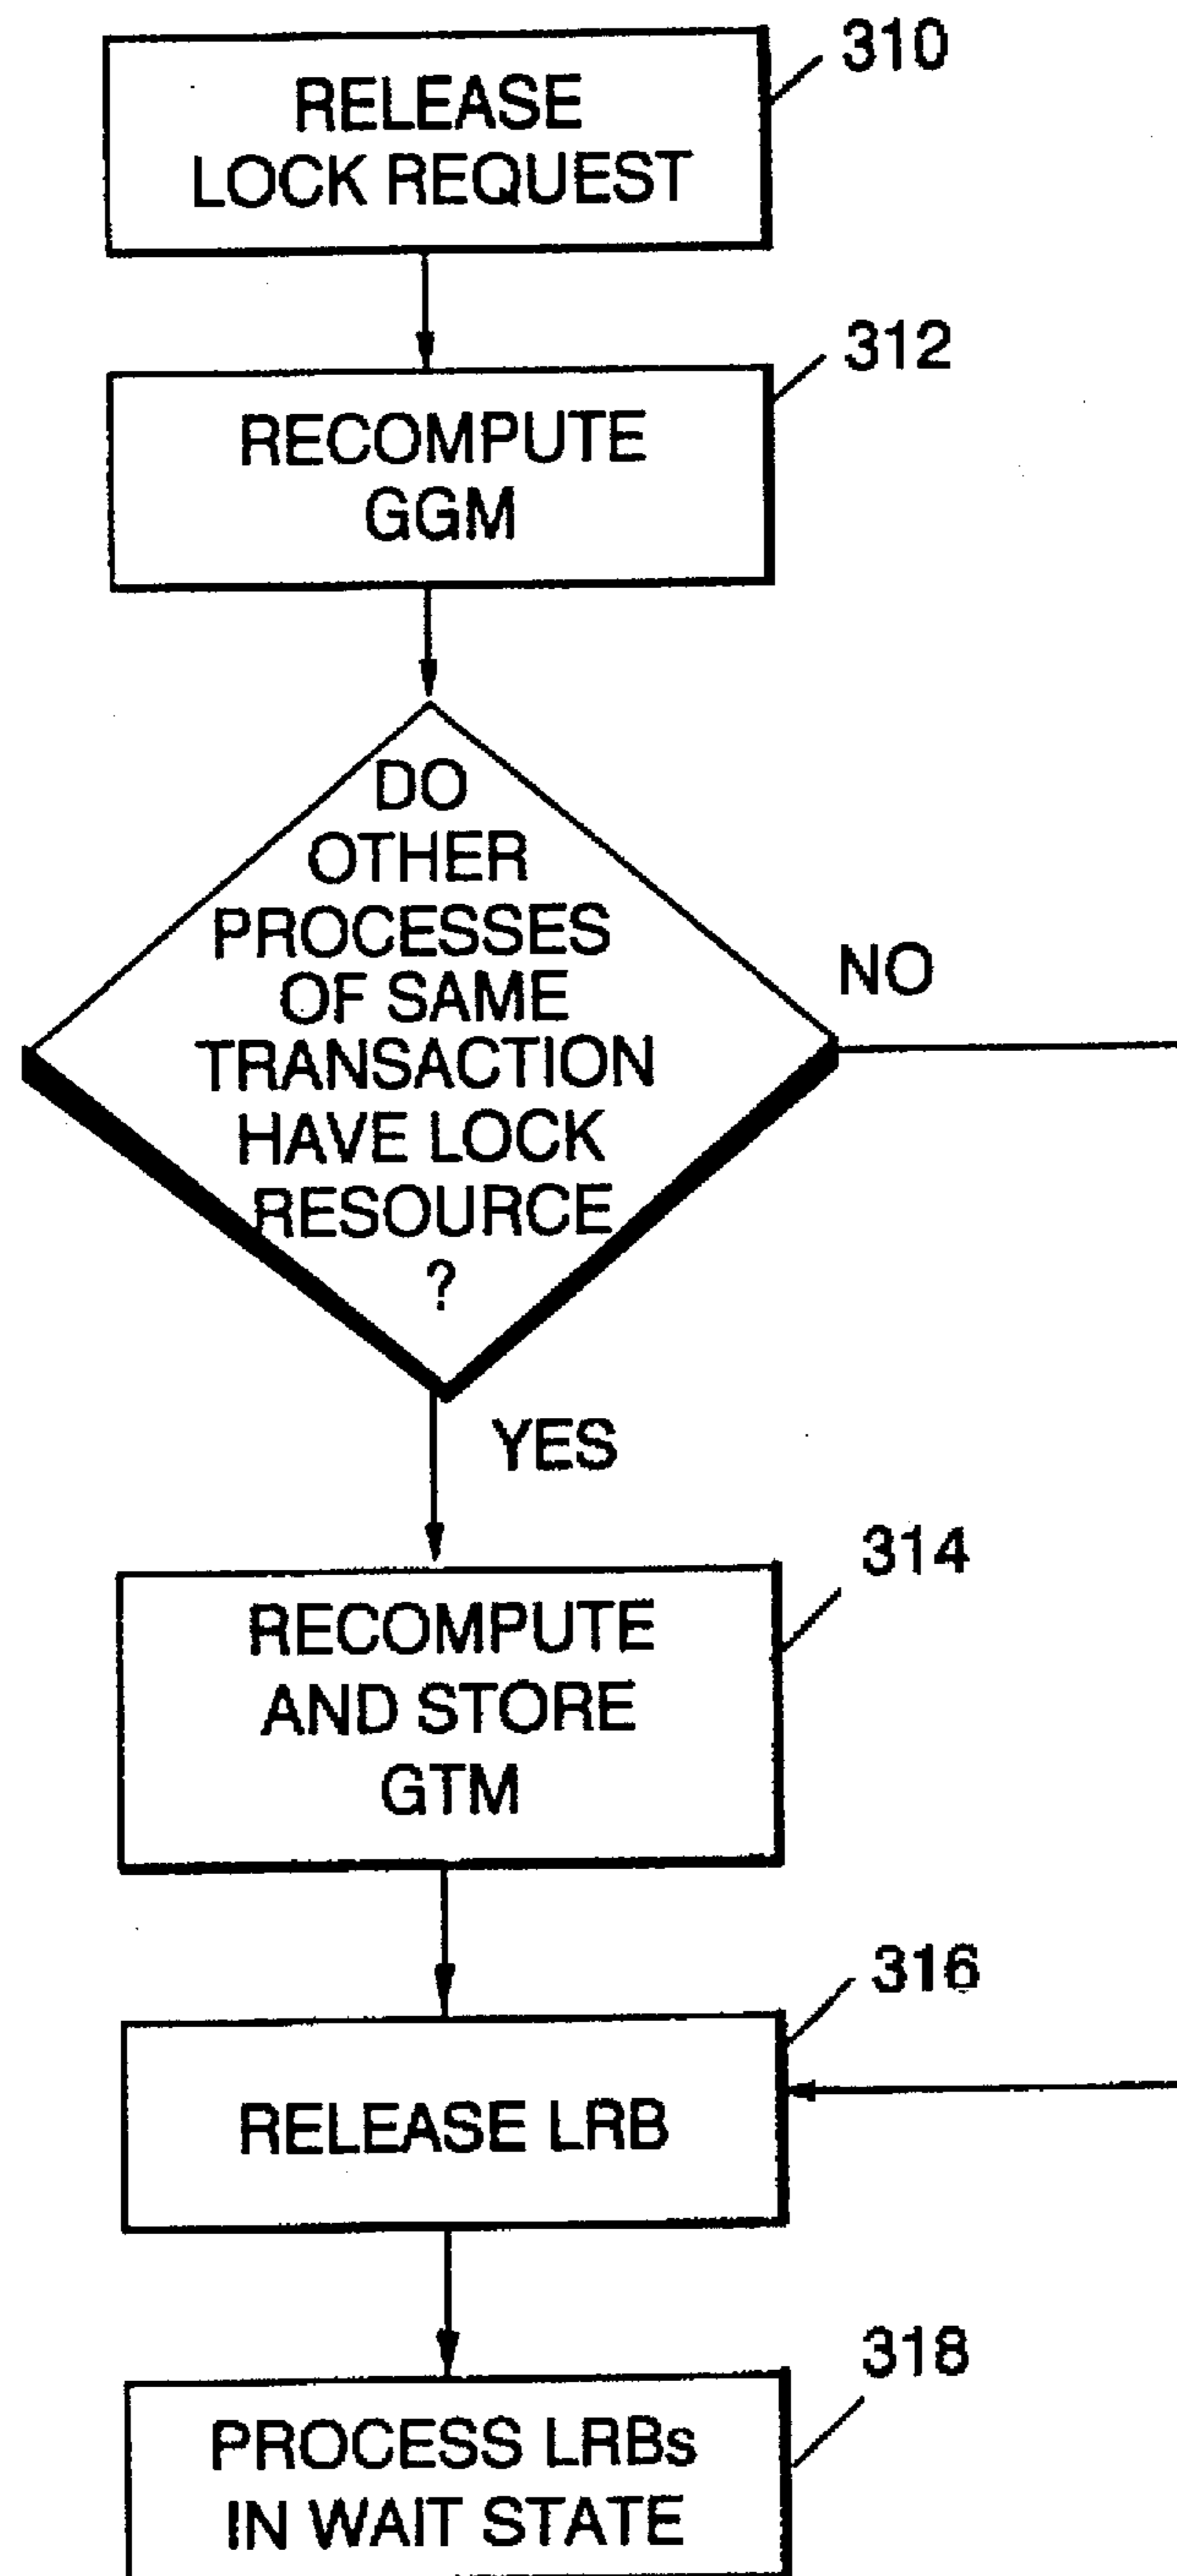 310
RELEASE
LOCK REQUEST
312
RECOMPUTE
GGM
DO
OTHER
PROCESSES
OF SAME
TRANSACTION
HAVE LOCK
RESOURCE
?
NO
YES
314
RECOMPUTE
AND STORE
GTM
316
RELEASE LRB
318
PROCESS LRBs
IN WAIT STATE